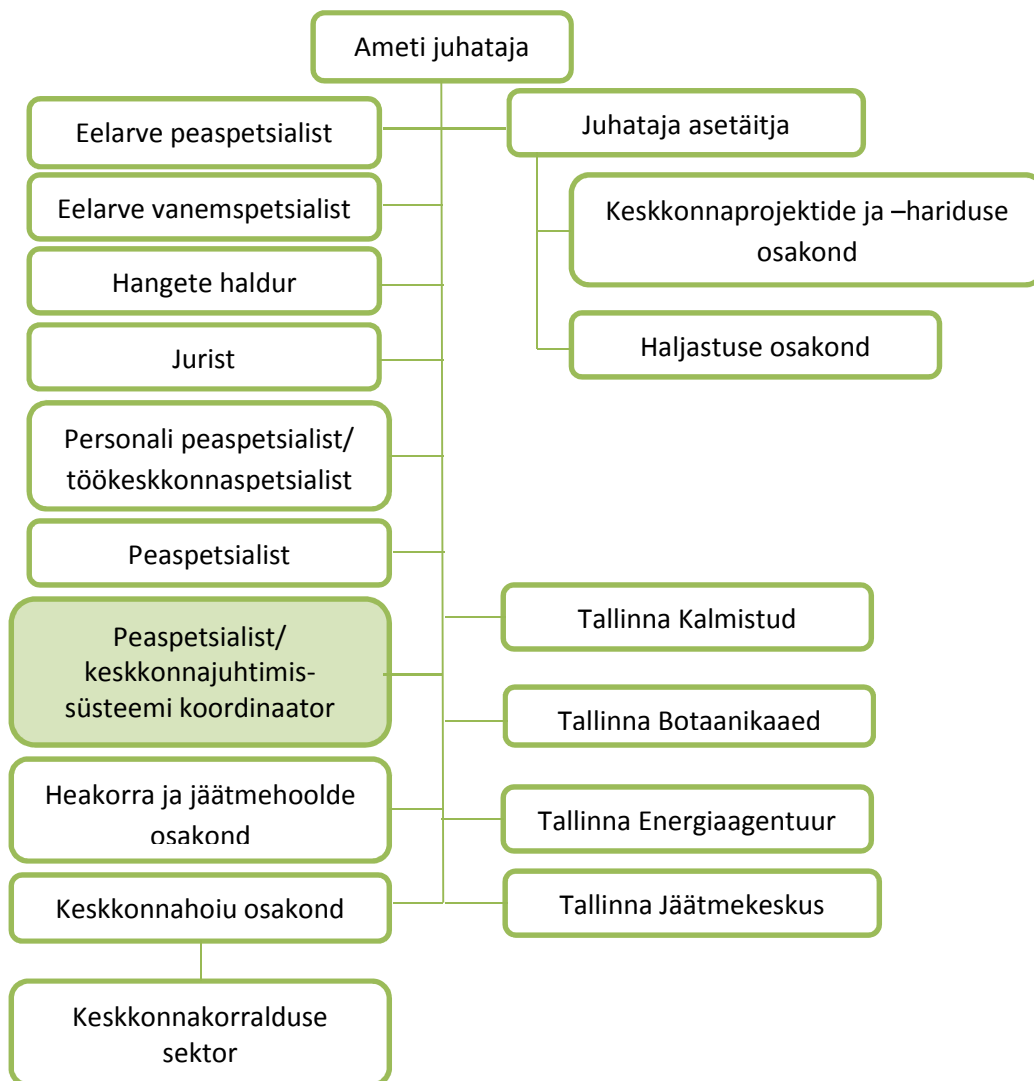 Ameti juhataja
Eelarve peaspetsialist
Juhataja asetäitja
Eelarve vanemspetsialist
Keskkonnaprojektide ja –hariduse
osakond
Hangete haldur
Jurist
Haljastuse osakond
Personali peaspetsialist/
töökeskkonnaspetsialist
Peaspetsialist
Peaspetsialist/
keskkonnajuhtimis-
süsteemi koordinaator
Tallinna Kalmistud
Tallinna Botaanikaaed
Heakorra ja jäätmehoolde
osakond
Tallinna Energiaagentuur
Keskkonnahoiu osakond
Tallinna Jäätmekeskus
Keskkonnakorralduse
sektor